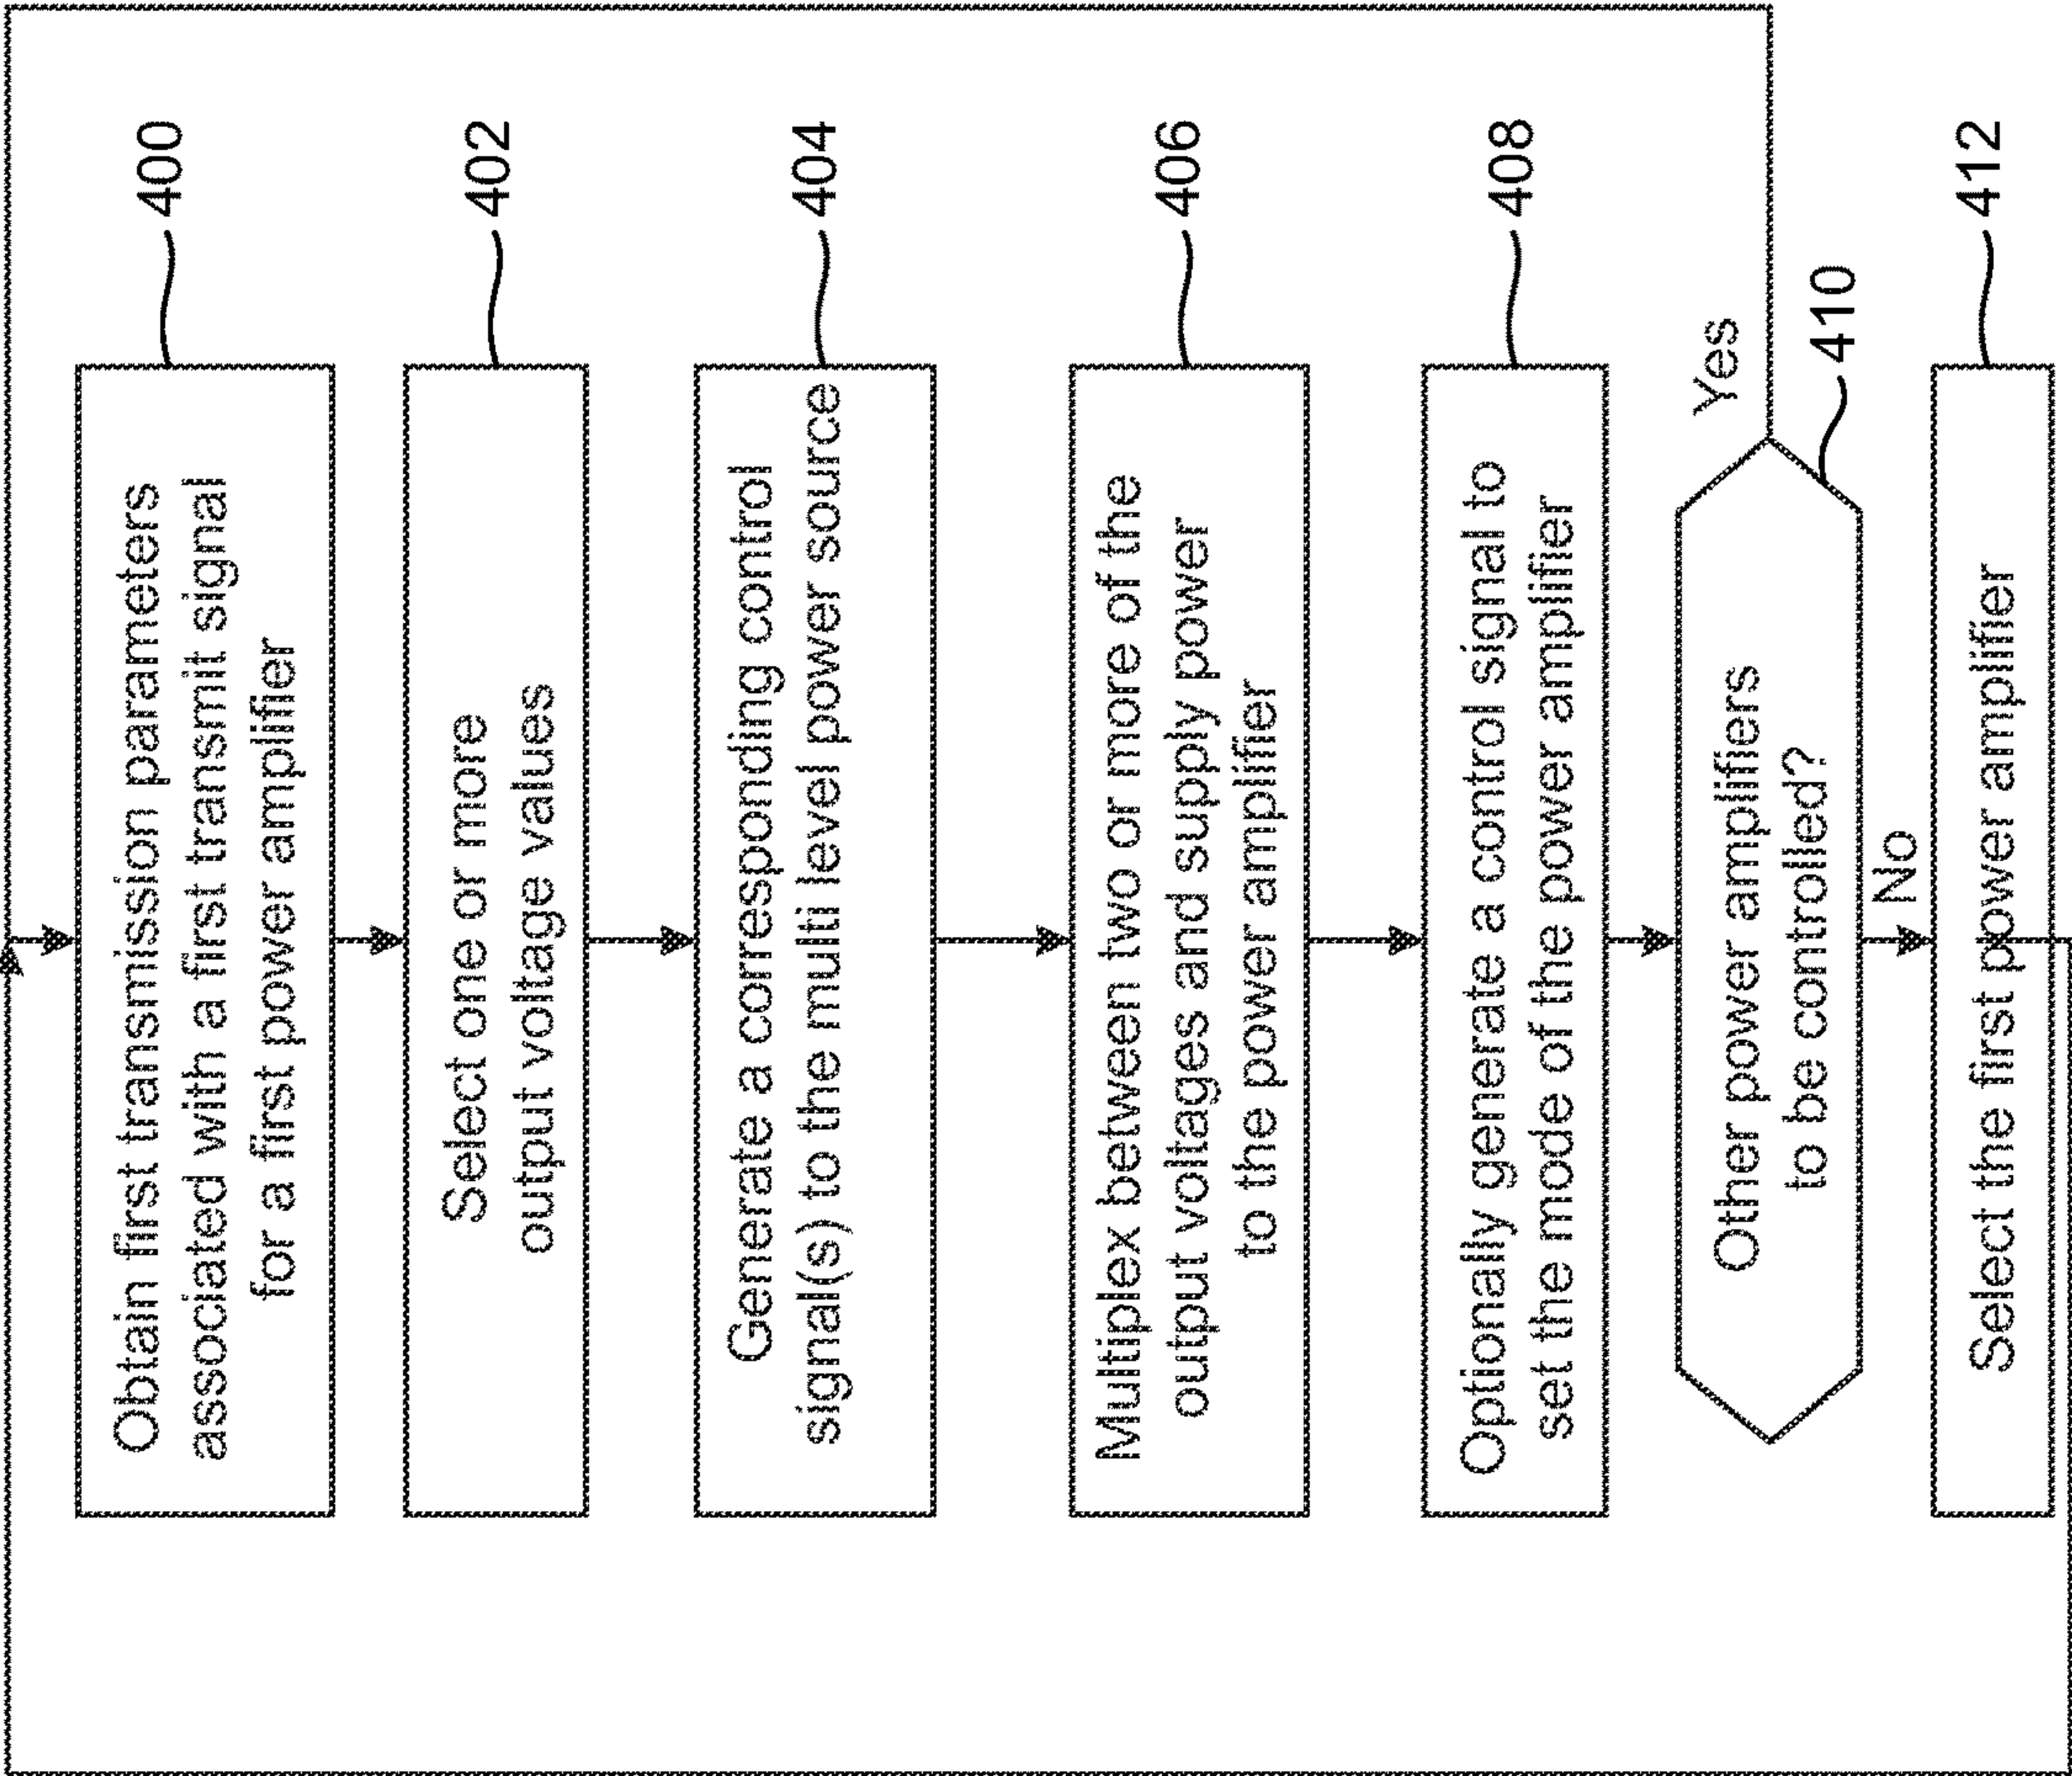 Obtain first transmission parameters
associated with a first transmit signal
for a first power amplifier
400
Select one or more
output voltage values
402
Generate a corresponding control
signal(s) to the multi level power source
404
Multiplex between two or more of the
output voltages and supply power
to the power amplifier
406
Optionally generate a control signal to
set the mode of the power amplifier
408
Other power amplifiers
to be controlled?
Yes
410
No
Select the first power amplifier
412